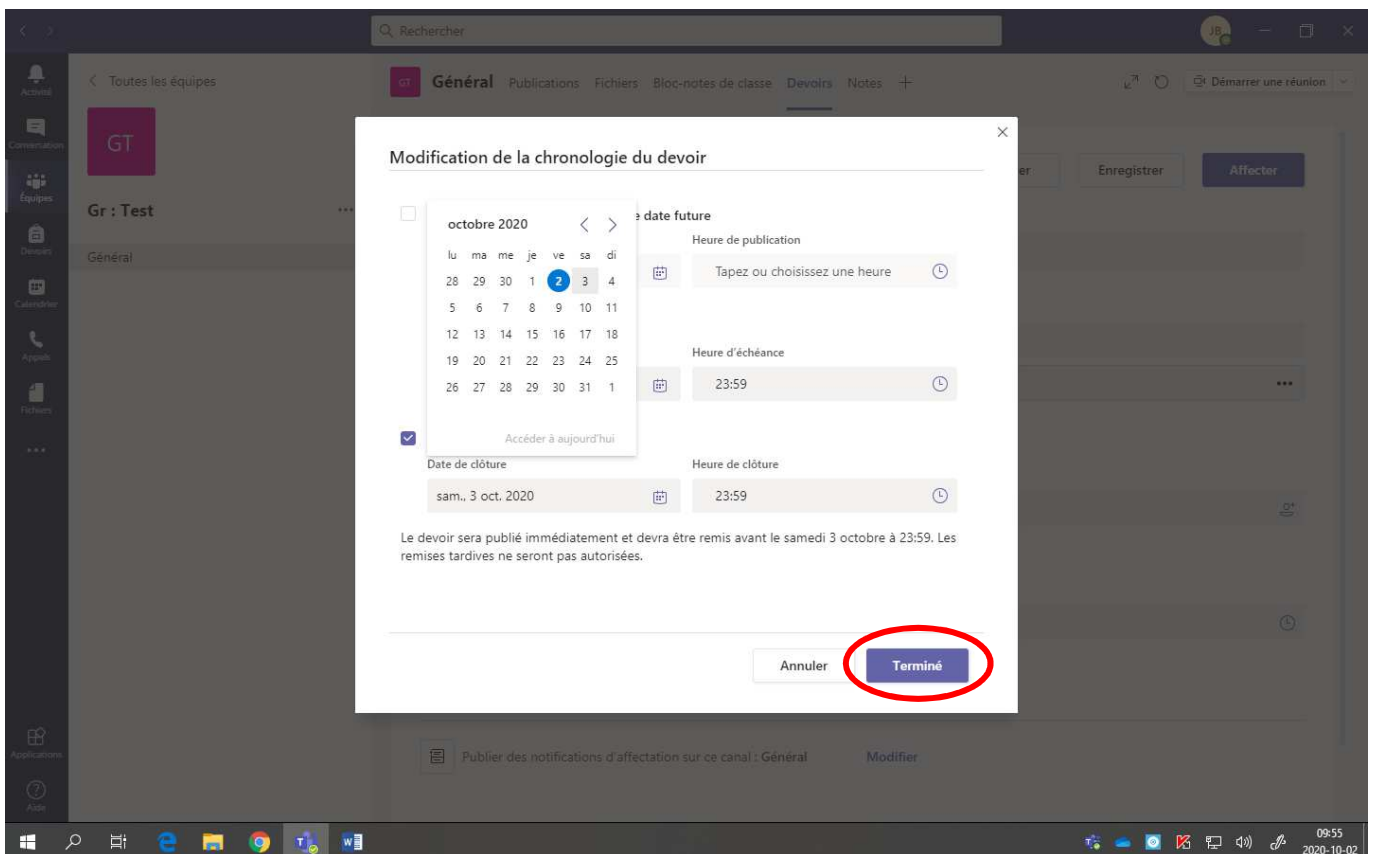 Rechercher
JB
Activité
Conversation
Équipes
Devoirs
Calendrier
Appels
Fichiers
Applications
Aide
Toutes les équipes
GT
Gr : Test
Général
GT Général Publications Fichiers Bloc-notes de classe Devoirs Notes
Démarrer une réunion
er Enregistrer Affecter
Modification de la chronologie du devoir
e date future
octobre 2020
lu ma me je ve sa di
28 29 30 1 2 3 4
5 6 7 8 9 10 11
12 13 14 15 16 17 18
19 20 21 22 23 24 25
26 27 28 29 30 31 1
Accéder à aujourd'hui
Heure de publication
Tapez ou choisissez une heure
Heure d'échéance
23:59
Date de clôture Heure de clôture
sam., 3 oct. 2020 23:59
Le devoir sera publié immédiatement et devra être remis avant le samedi 3 octobre à 23:59. Les
remises tardives ne seront pas autorisées.
Annuler Terminé
Publier des notifications d'affectation sur ce canal : Général Modifier
09:55
2020-10-02